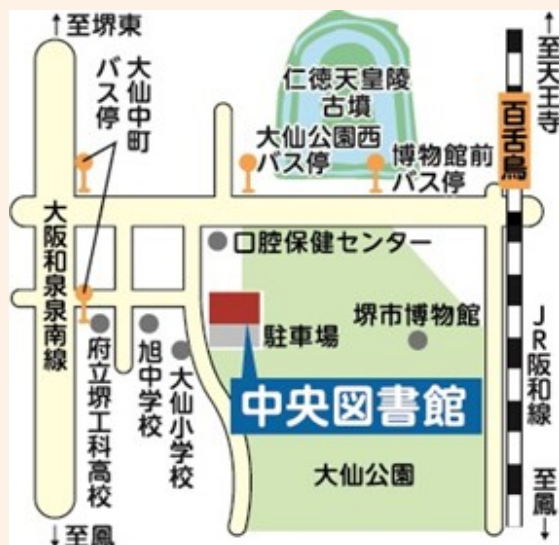 ↑至堺東
大仙中町
バス停
仁徳天皇陵
古墳
大仙公園西
バス停
博物館前
バス停
↑至天王寺
百舌鳥
大阪和泉泉南線
口腔保健センター
駐車場
堺市博物館
JR阪和線
府立堺工科高校
旭中学校
大仙小学校
中央図書館
大仙公園
↓至鳳
至鳳↓